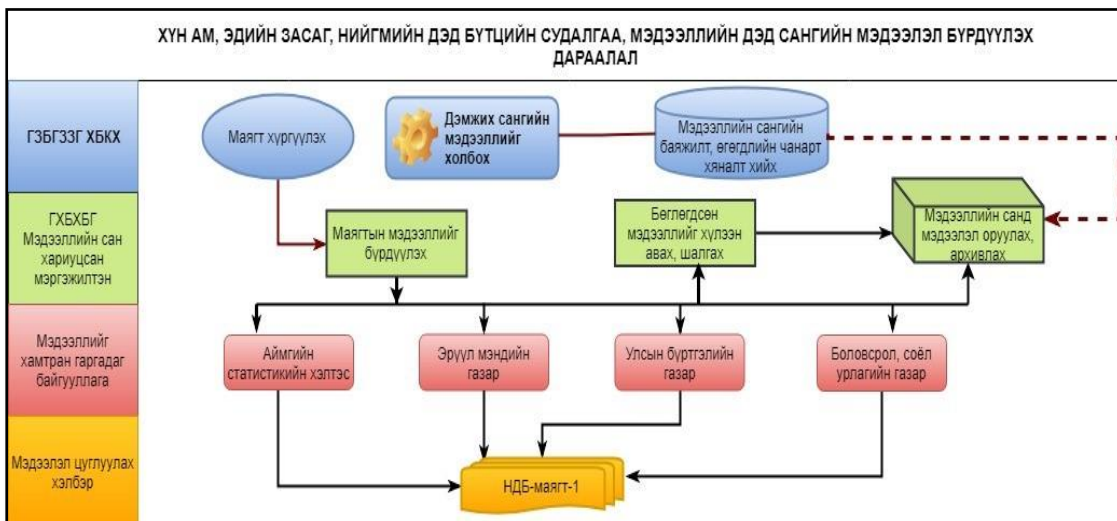 ХҮН АМ, ЭДИЙН ЗАСАГ, НИЙГМИЙН ДЭД БҮТЦИЙН СУДАЛГАА, МЭДЭЭЛЛИЙН ДЭД САНГИЙН МЭДЭЭЛЭЛ БҮРДҮҮЛЭХ
ДАРААЛАЛ
ГЗБГЗЗГ ХБКХ
Маягт хүргүүлэх
Дэмжих сангийн
мэдээллийг
холбох
Мэдээллийн сангийн
баяжилт, өгөгдлийн чанарт
хяналт хийх
ГХБХБГ
Мэдээллийн сан
хариуцсан
мэргэжилтэн
Маягтын мэдээллийг
бүрдүүлэх
Бөглөгдсөн
мэдээллийг хүлээн
авах, шалгах
Мэдээллийн санд
мэдээлэл оруулах,
архивлах
Мэдээллийг
хамтран гаргадаг
байгууллага
Аймгийн
статистикийн хэлтэс
Эрүүл мэндийн
газар
Улсын бүртгэлийн
газар
Боловсрол, соёл
урлагийн газар
Мэдээлэл цуглуулах
хэлбэр
НДБ-маягт-1